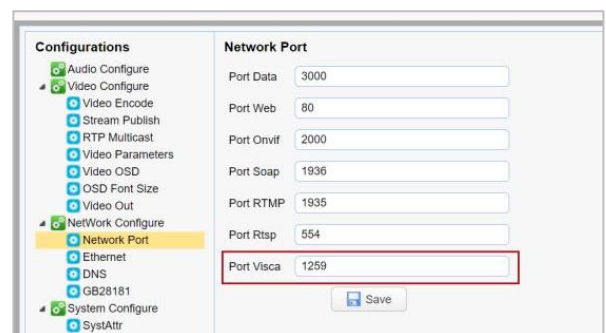 Configurations
Audio Configure
Video Configure
Video Encode
Stream Publish
RTP Multicast
Video Parameters
Video OSD
OSD Font Size
Video Out
NetWork Configure
Network Port
Ethernet
DNS
GB28181
System Configure
SystAttr
Network Port
Port Data 3000
Port Web 80
Port Onvif 2000
Port Soap 1936
Port RTMP 1935
Port Rtsp 554
Port Visca 1259
Save